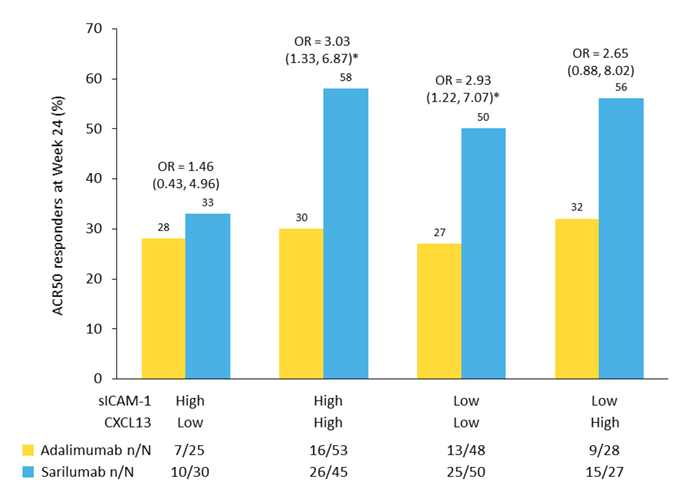 70
60
50
40
30
20
10
0
ACR50 responders at Week 24 (%)
OR = 1.46
(0.43, 4.96)
28
33
OR = 3.03
(1.33, 6.87)*
30
58
OR = 2.93
(1.22, 7.07)*
27
50
OR = 2.65
(0.88, 8.02)
32
56
sICAM-1 High High Low Low
CXCL13 Low High Low High
Adalimumab n/N 7/25 16/53 13/48 9/28
Sarilumab n/N 10/30 26/45 25/50 15/27